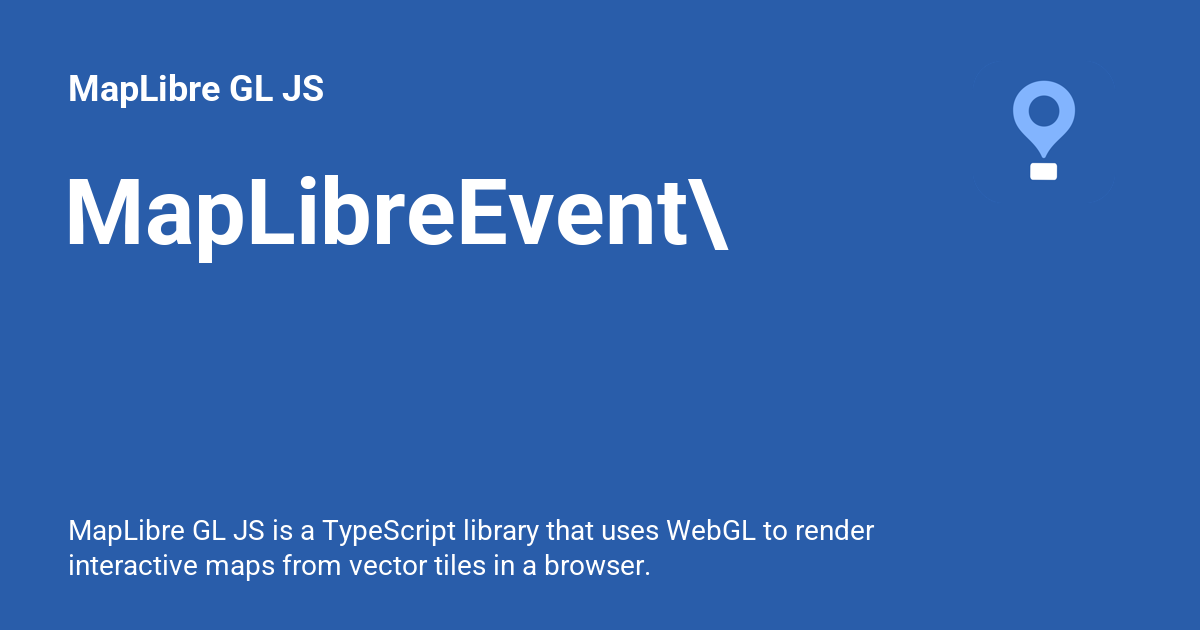 MapLibre GL JS
MapLibreEvent\
MapLibre GL JS is a TypeScript library that uses WebGL to render
interactive maps from vector tiles in a browser.